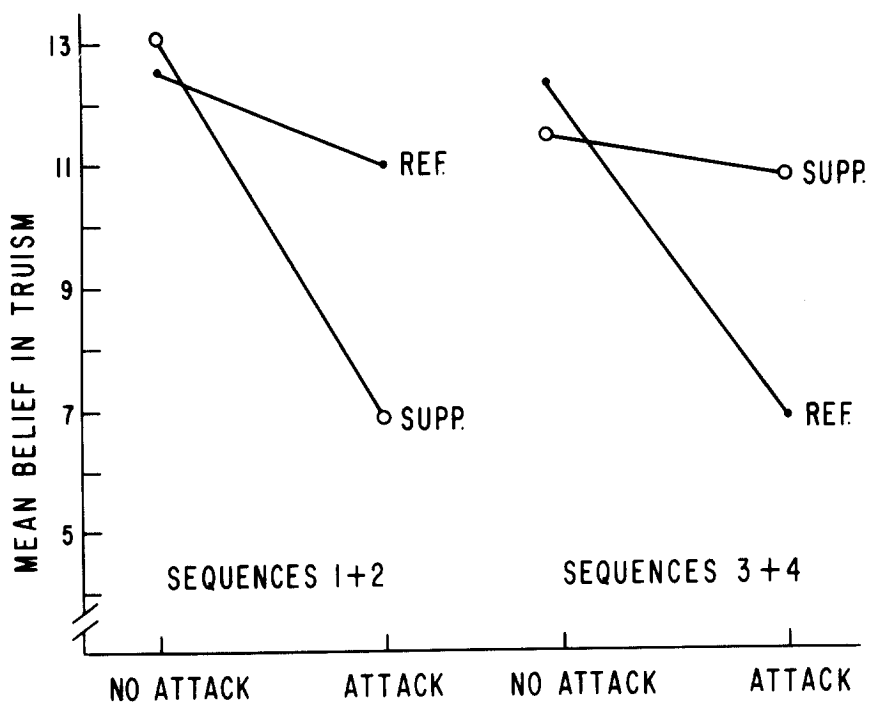 MEAN BELIEF IN TRUISM
13
11
9
7
5
REF.
SUPP.
SUPP.
REF.
SEQUENCES 1+2
SEQUENCES 3+4
NO ATTACK
ATTACK
NO ATTACK
ATTACK